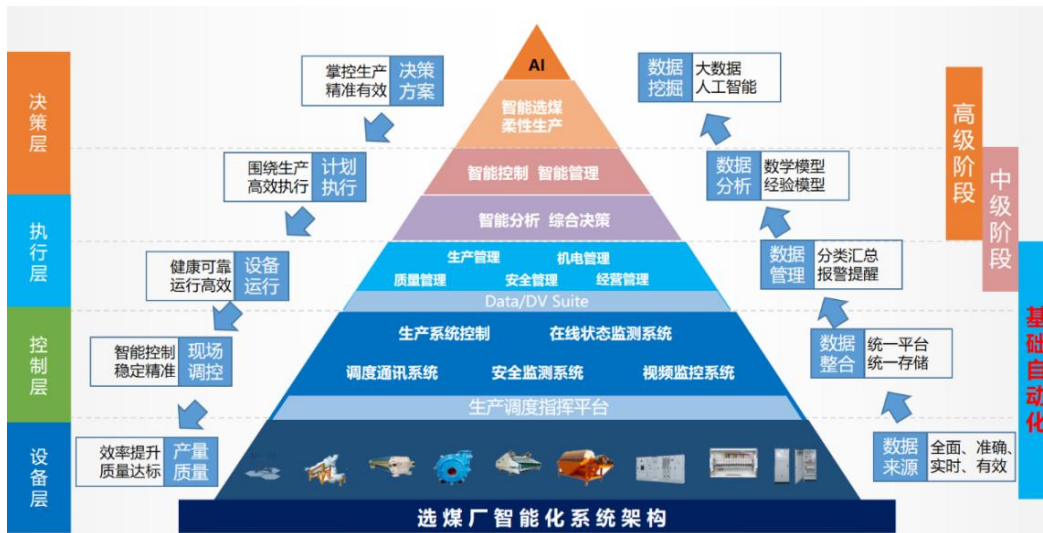 决策层
执行层
控制层
设备层
掌控生产
精准有效
决策
方案
围绕生产
高效执行
计划
执行
健康可靠
运行高效
设备
运行
智能控制
稳定精准
现场
调控
效率提升
质量达标
产量
质量
AI
智能选煤
柔性生产
智能控制 智能管理
智能分析 综合决策
生产管理 机电管理
质量管理 安全管理 经营管理
Data/DV Suite
生产系统控制 在线状态监测系统
调度通讯系统 安全监测系统 视频监控系统
生产调度指挥平台
选煤厂智能化系统架构
数据
挖掘
大数据
人工智能
数据
分析
数学模型
经验模型
数据
管理
分类汇总
报警提醒
数据
整合
统一平台
统一存储
数据
来源
全面、准确、
实时、有效
高级阶段
中级阶段
基础自动化